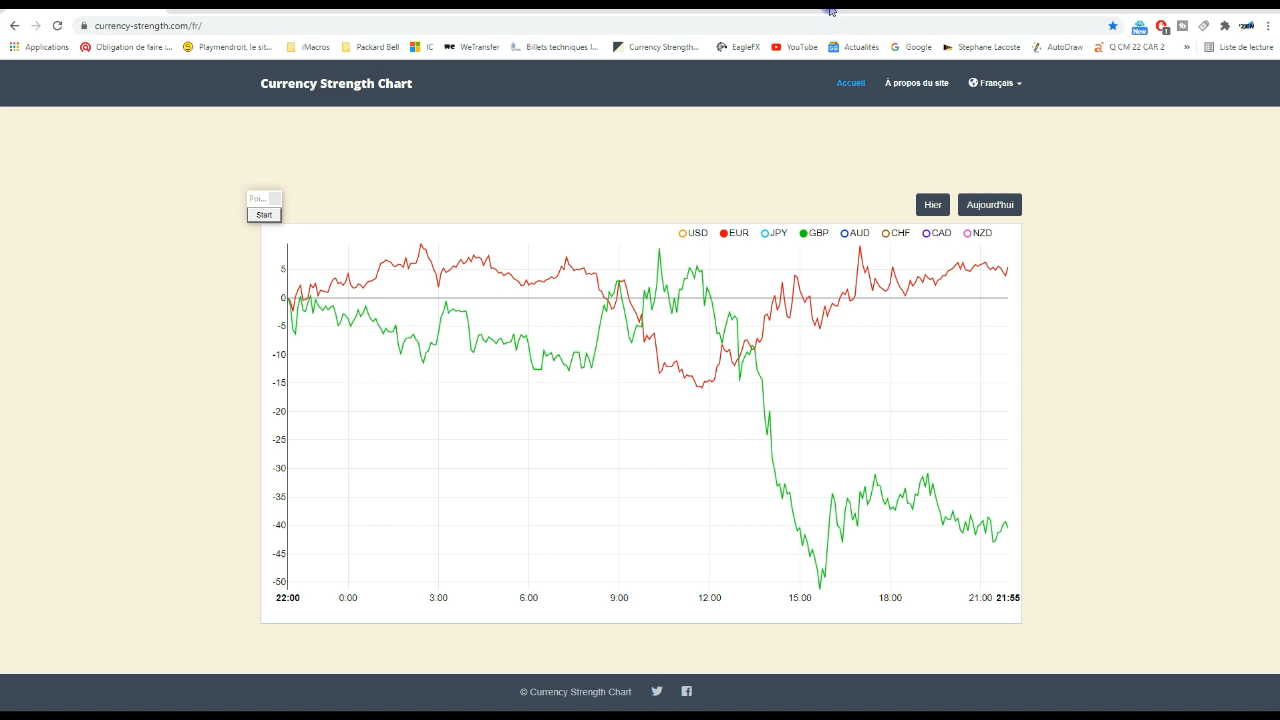 currency-strength.com/fr/
New
1
Applications
Obligation de faire :...
Playmendroit, le sit...
iMacros
Packard Bell
IC
WeTransfer
Billets techniques I...
Currency Strength...
EagleFX
YouTube
Actualités
Google
Stephane Lacoste
AutoDraw
Q.CM ZZ CAR 2
»
Liste de lecture
Currency Strength Chart
Accueil
À propos du site
Français
Poi...
Start
Hier
Aujourd'hui
USD EUR JPY GBP AUD CHF CAD NZD
5
0
-5
-10
-15
-20
-25
-30
-35
-40
-45
-50
22:00 0:00 3:00 6:00 9:00 12:00 15:00 18:00 21:00 21:55
© Currency Strength Chart